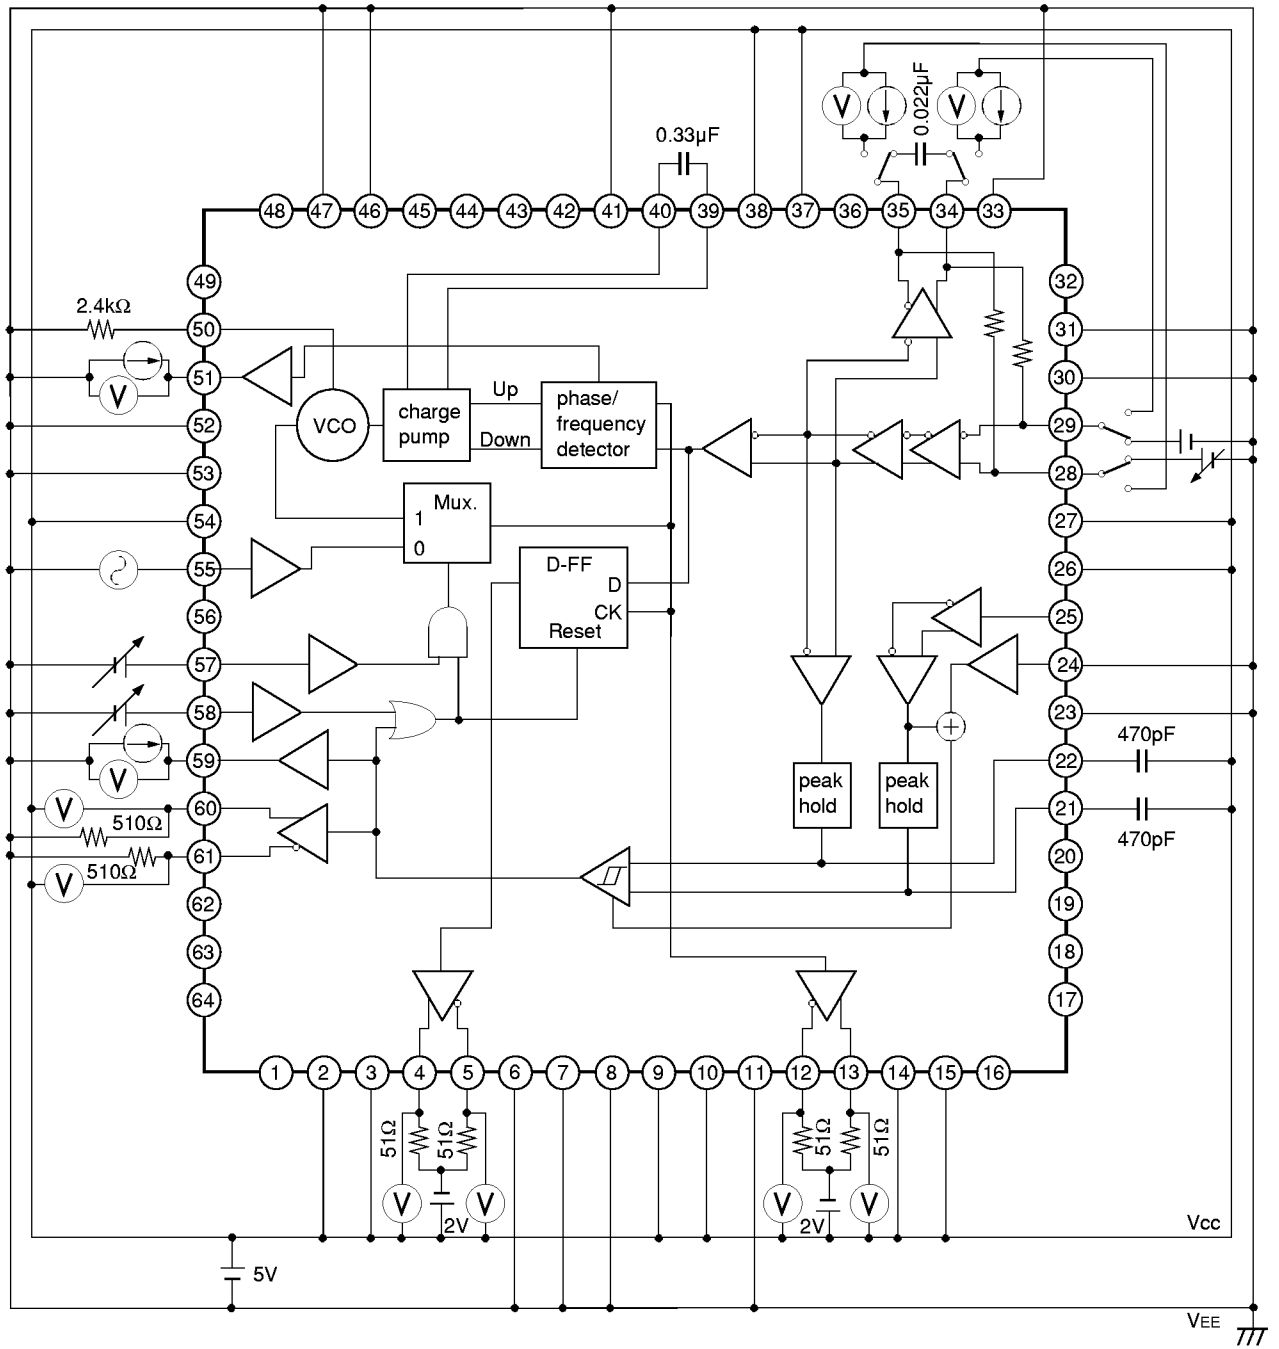 V
V
0.022μF
0.33μF
48 47 46 45 44 43 42 41 40 39 38 37 36 35 34 33
49
32
2.4kΩ
50
31
51
30
V
Up
phase/
frequency
detector
charge
pump
Down
VCO
52
29
53
28
Mux.
1
0
54
27
55
26
D-FF
D
CK
Reset
56
25
57
24
58
23
59
22
470pF
V
peak
hold
peak
hold
60
21
V
510Ω
470pF
61
20
510Ω
V
62
19
63
18
64
17
1 2 3 4 5 6 7 8 9 10 11 12 13 14 15 16
51Ω
51Ω
51Ω
51Ω
V
V
V
V
2V
2V
Vcc
5V
VEE